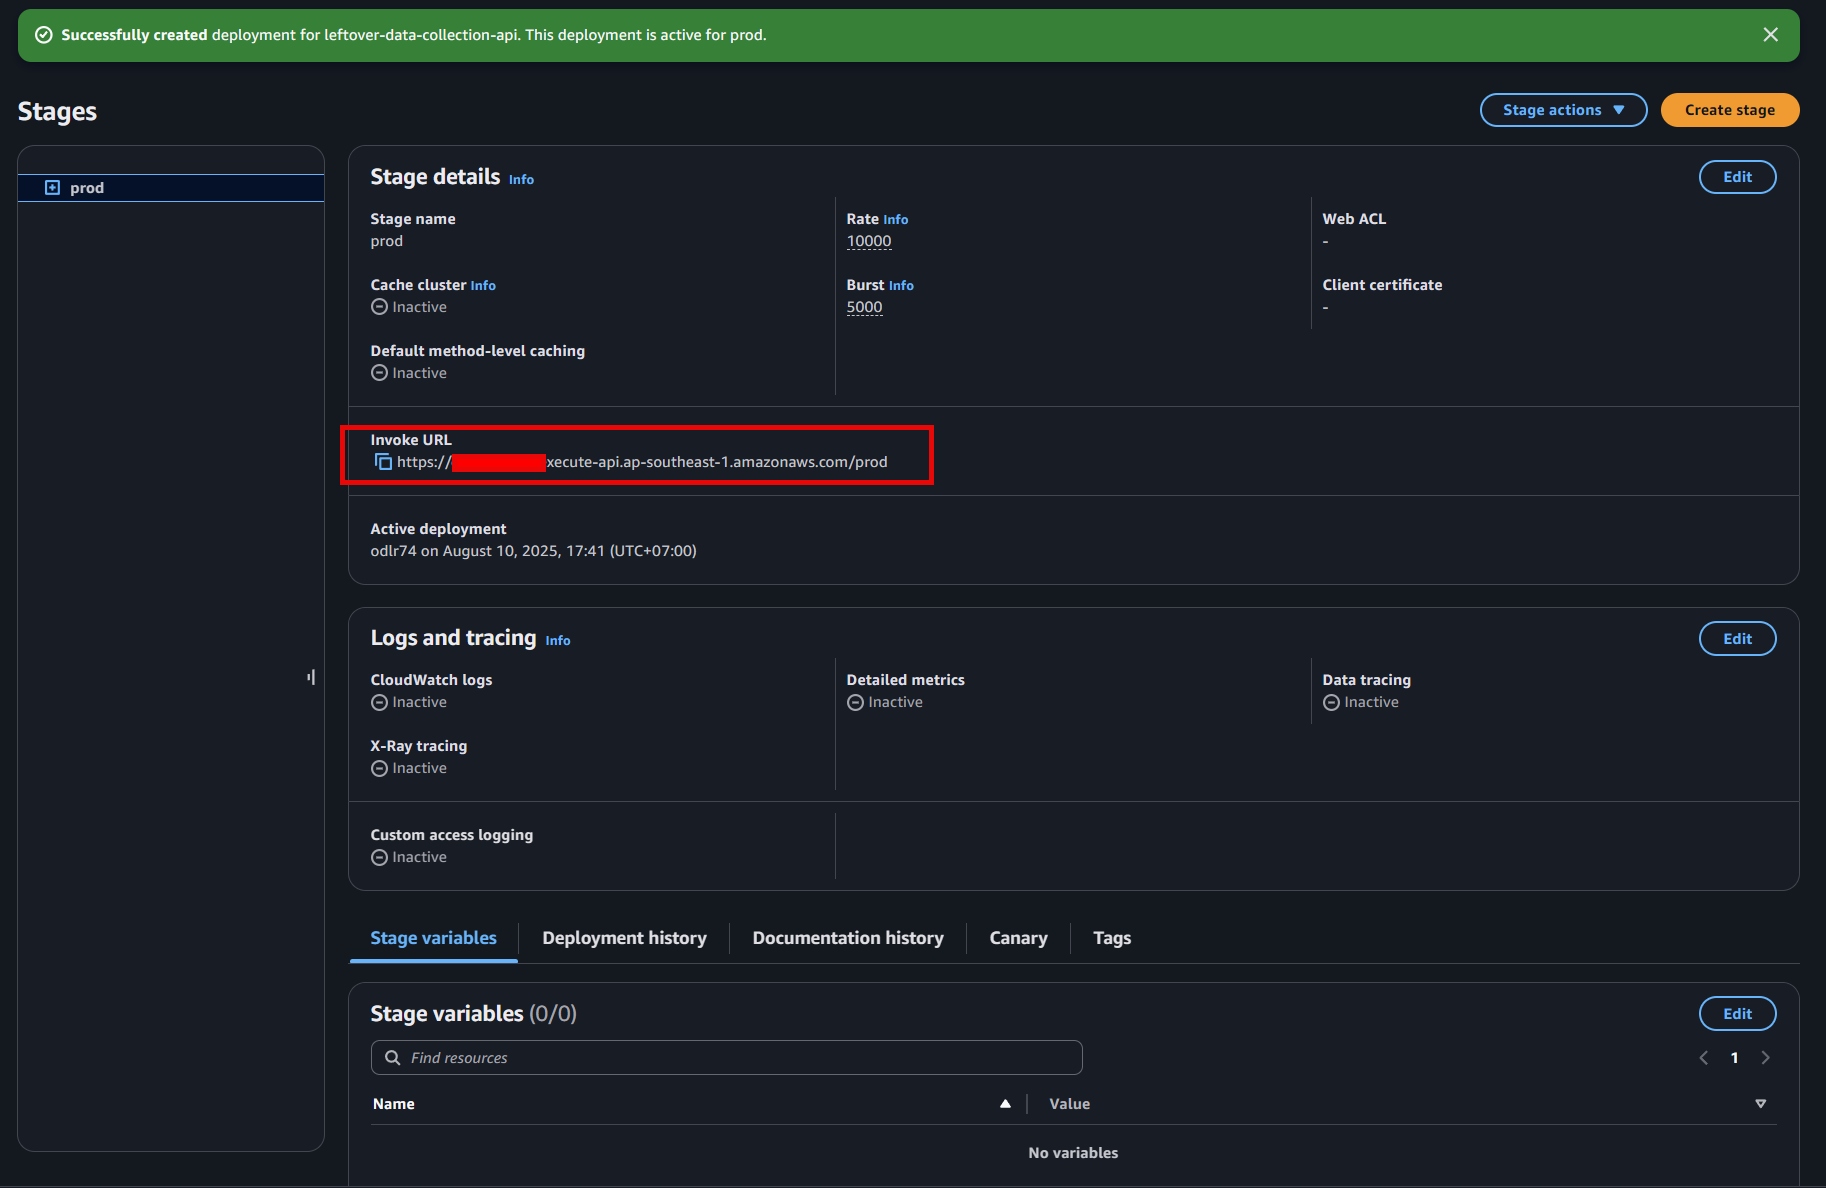 Successfully created deployment for leftover-data-collection-api. This deployment is active for prod.
Stages
Stage actions
Create stage
prod
Stage details Info
Edit
Stage name
prod
Rate Info
10000
Web ACL
-
Cache cluster Info
Inactive
Burst Info
5000
Client certificate
-
Default method-level caching
Inactive
Invoke URL
https:// xecute-api.ap-southeast-1.amazonaws.com/prod
Active deployment
odlr74 on August 10, 2025, 17:41 (UTC+07:00)
Logs and tracing Info
Edit
CloudWatch logs
Inactive
Detailed metrics
Inactive
Data tracing
Inactive
X-Ray tracing
Inactive
Custom access logging
Inactive
Stage variables
Deployment history
Documentation history
Canary
Tags
Stage variables (0/0)
Edit
Find resources
1
Name
Value
No variables